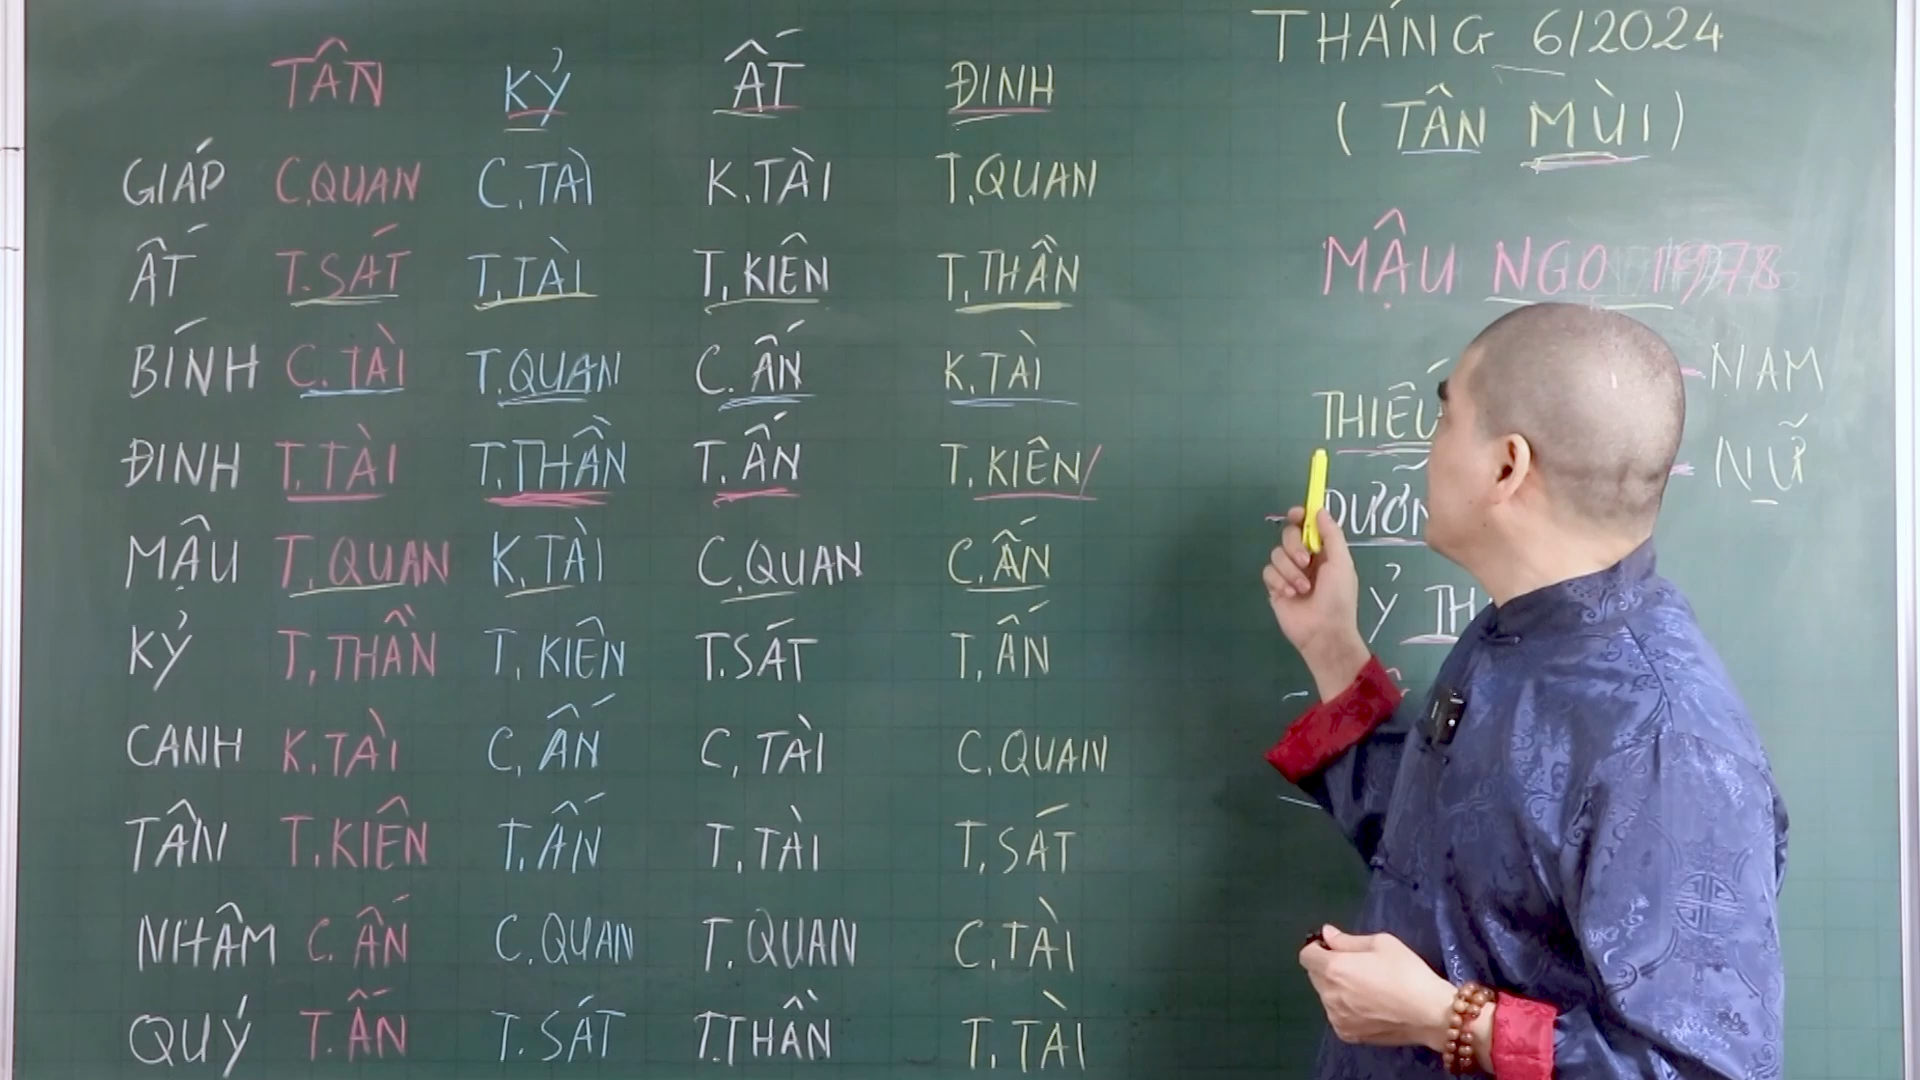 TÂN KỶ ẤT ĐINH
GIÁP C.QUAN C.TÀI K.TÀI T.QUAN
ẤT T.SÁT T.TÀI T.KIÊN T.THẦN
BÍNH C.TÀI T.QUAN C.ẤN K.TÀI
ĐINH T.TÀI T.THẦN T.ẤN T.KIÊN
MẬU T.QUAN K.TÀI C.QUAN C.ẤN
KỶ T.THẦN T.KIÊN T.SÁT T.ẤN
CANH K.TÀI C.ẤN C.TÀI C.QUAN
TÂN T.KIÊN T.ẤN T.TÀI T.SÁT
NHÂM C.ẤN C.QUAN T.QUAN C.TÀI
QUÝ T.ẤN T.SÁT T.THẦN T.TÀI
THÁNG 6/2024
(TÂN MÙI)
MẬU NGỌ 1978
NAM
NỮ